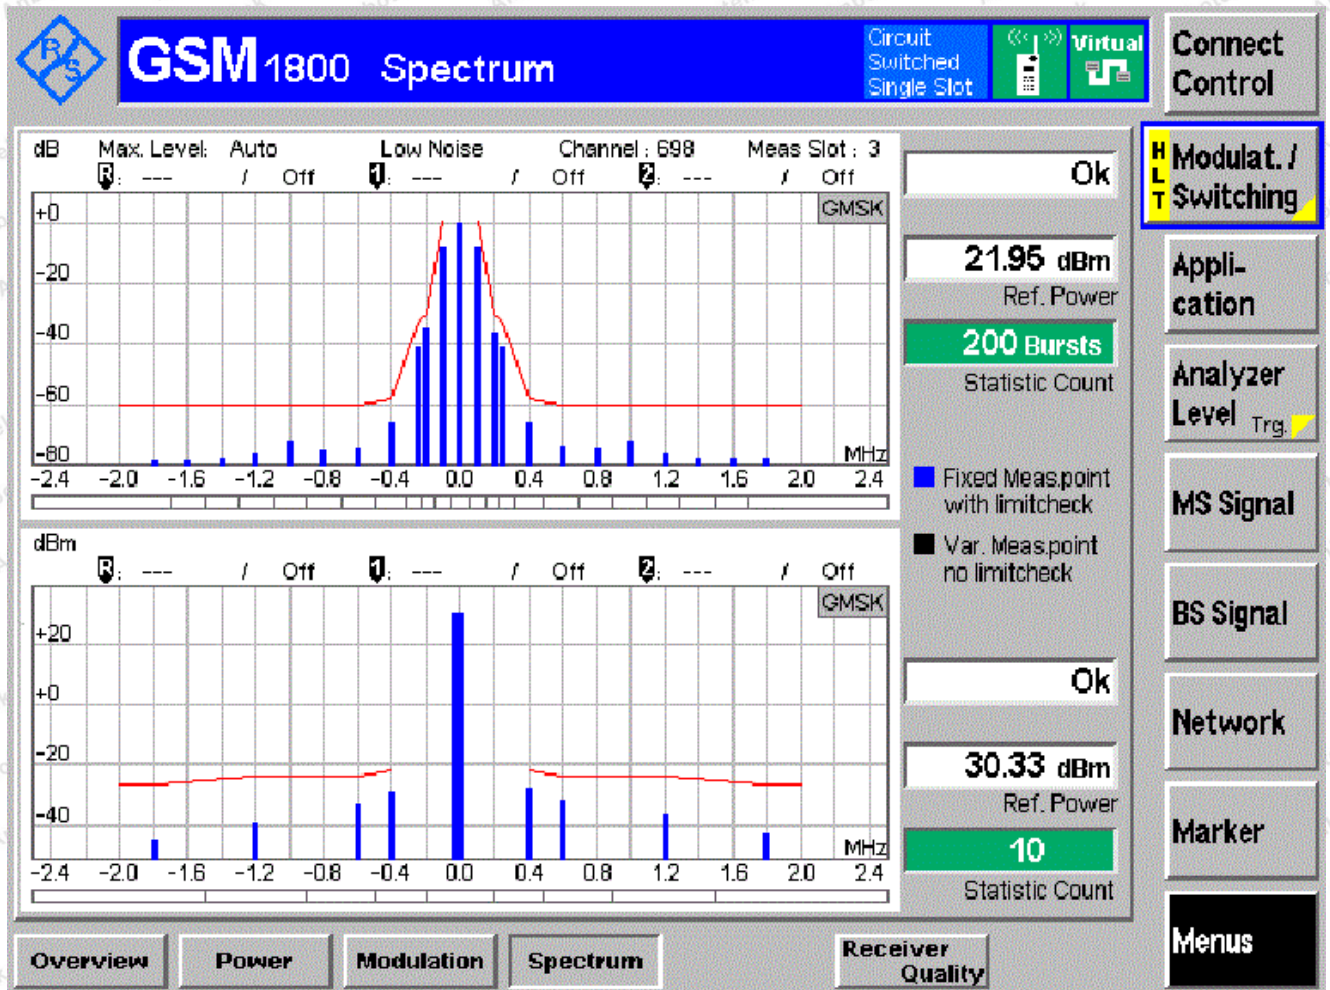 R/S
GSM 1800 Spectrum
Circuit
Switched
Single Slot
Virtual
Connect
Control
dB Max. Level: Auto Low Noise Channel : 698 Meas Slot : 3
R : --- / Off 1 : --- / Off 2 : --- / Off
GMSK
+0
-20
-40
-60
-80
MHz
-2.4 -2.0 -1.6 -1.2 -0.8 -0.4 0.0 0.4 0.8 1.2 1.6 2.0 2.4
Ok
21.95 dBm
Ref. Power
200 Bursts
Statistic Count
Fixed Meas.point
with limitcheck
Var. Meas.point
no limitcheck
dBm
R : --- / Off 1 : --- / Off 2 : --- / Off
GMSK
+20
+0
-20
-40
MHz
-2.4 -2.0 -1.6 -1.2 -0.8 -0.4 0.0 0.4 0.8 1.2 1.6 2.0 2.4
Ok
30.33 dBm
Ref. Power
10
Statistic Count
HLT
Modulat. /
Switching
Appli-
cation
Analyzer
Level Trg.
MS Signal
BS Signal
Network
Marker
Menus
Overview
Power
Modulation
Spectrum
Receiver
Quality